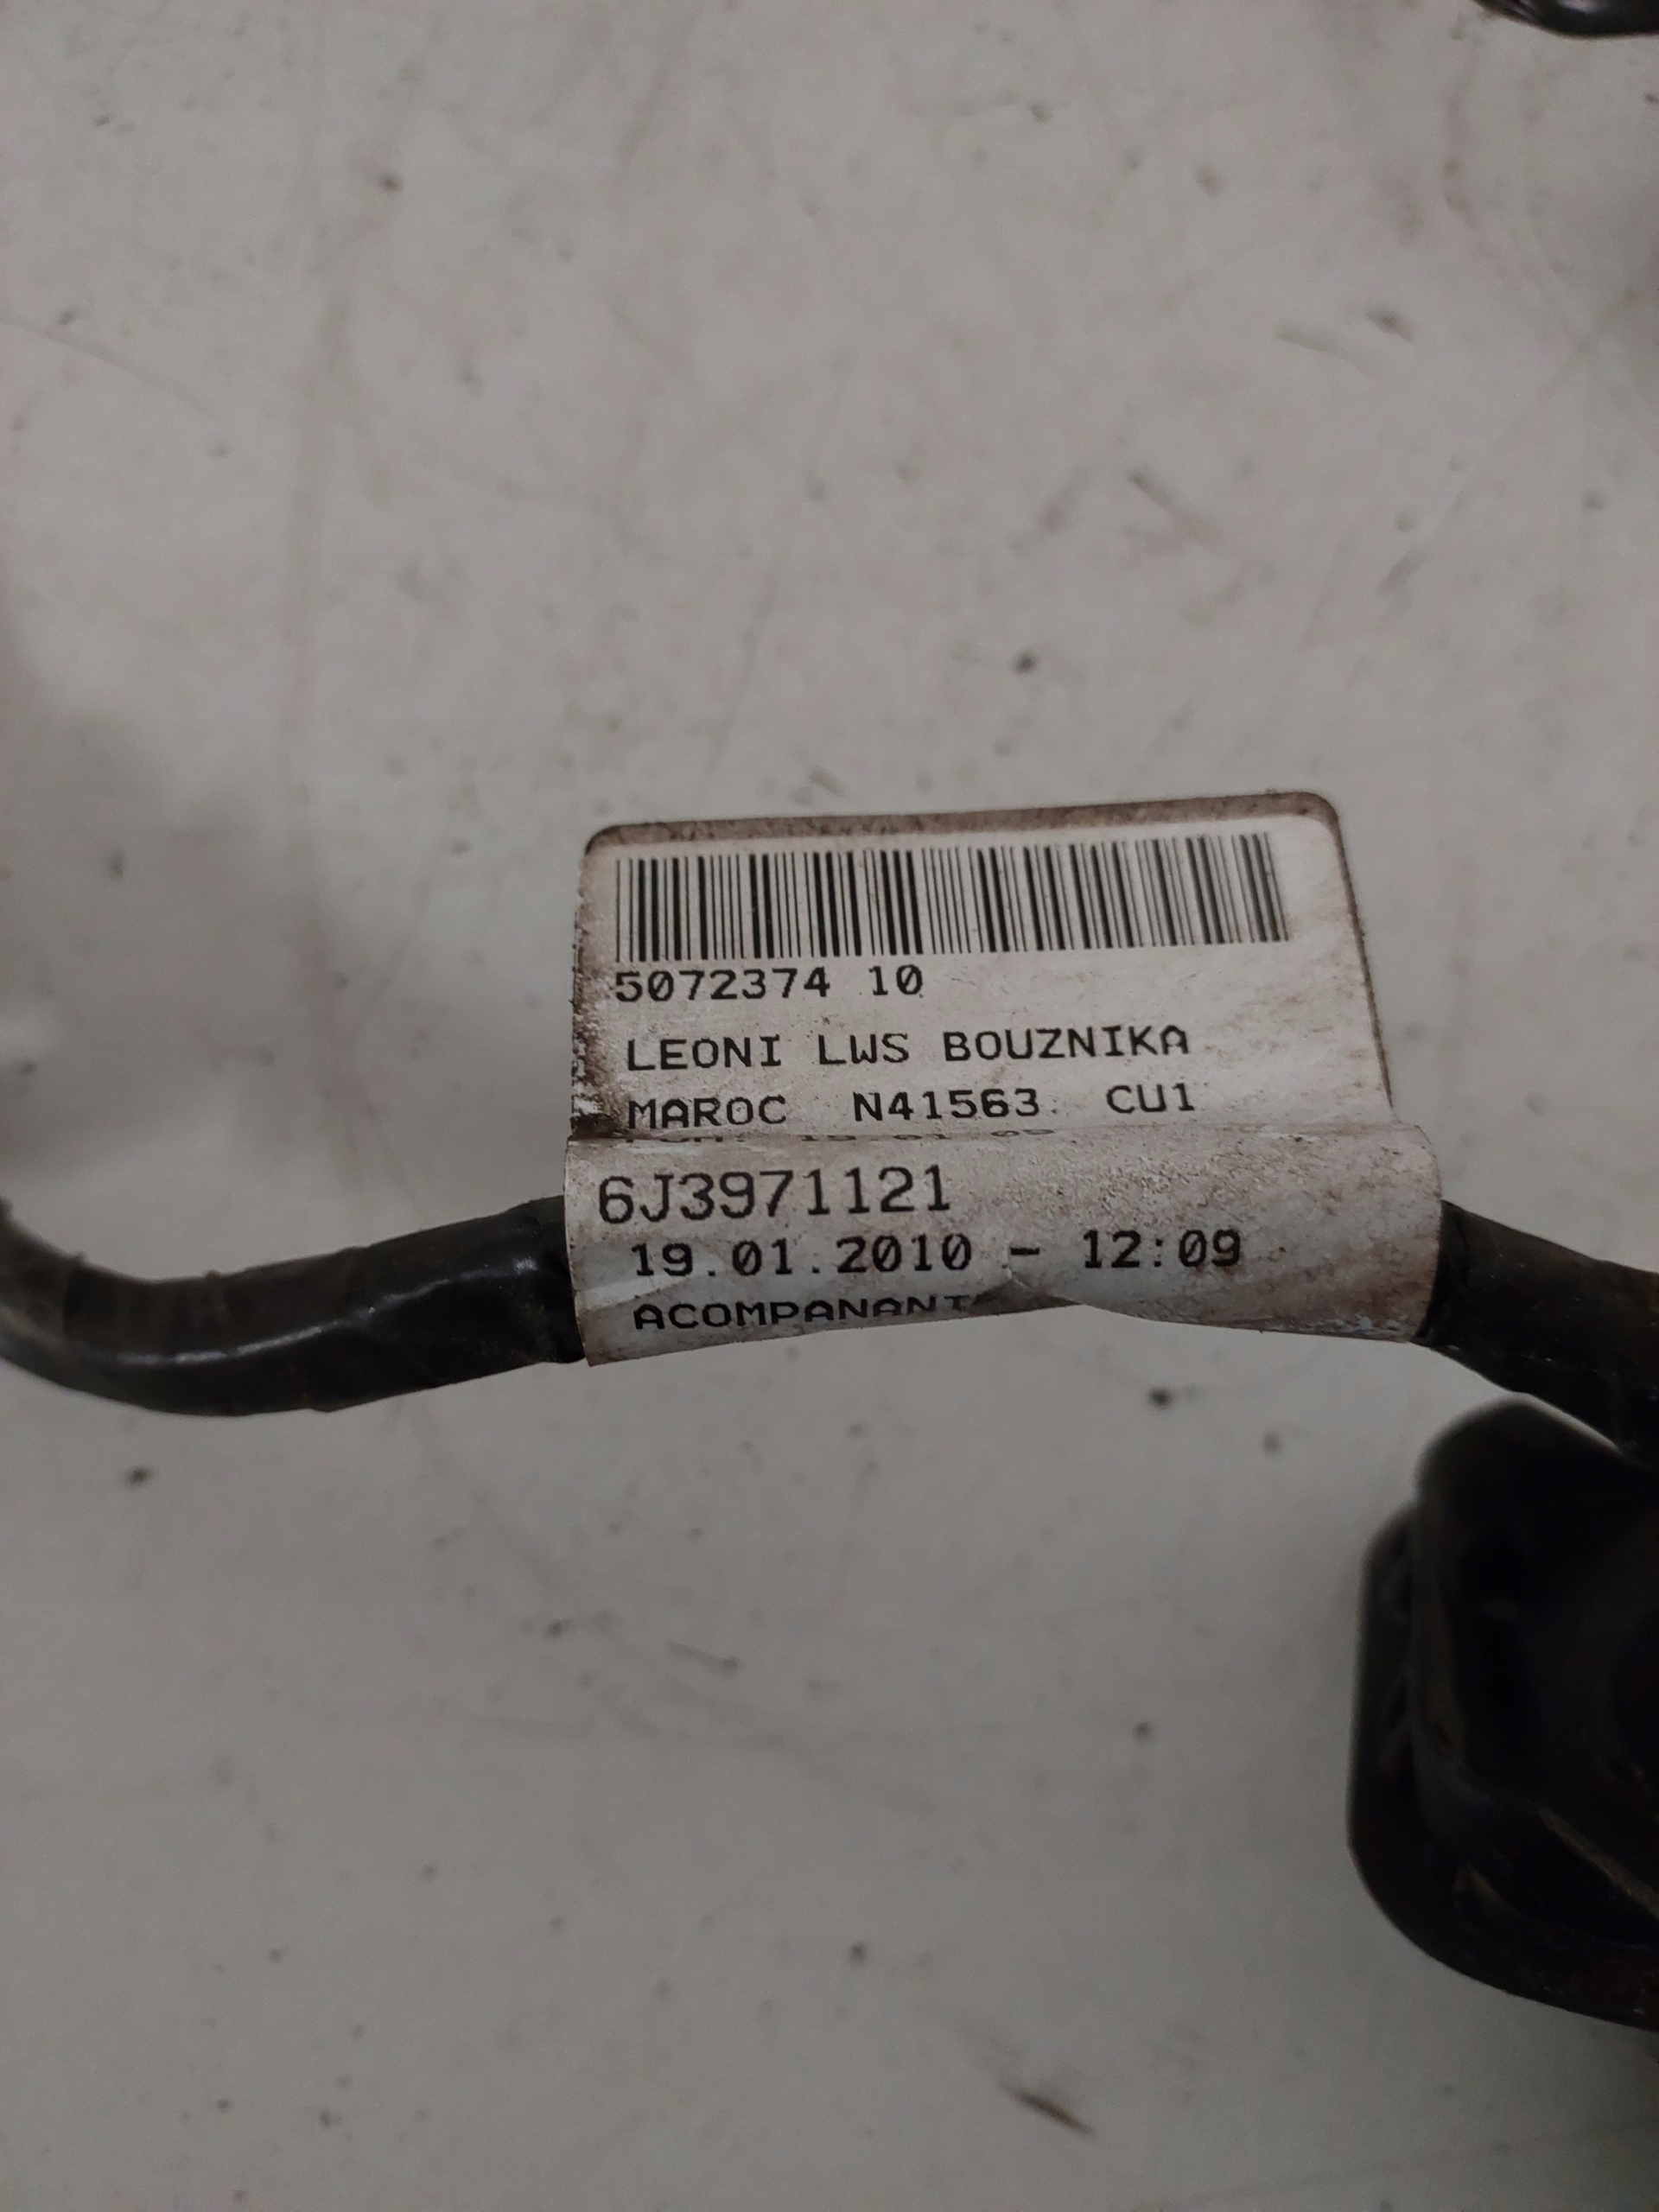 5072374 10
LEONI LWS BOUZNIKA
MAROC N41563 CU1
6J3971121
19.01.2010 - 12:09